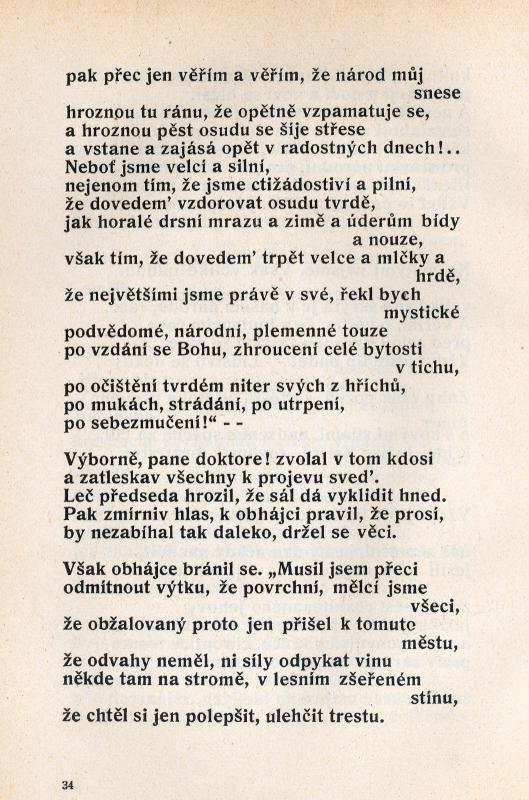 pak přec jen věřím a věřím, že národ můj
snese
hroznou tu ránu, že opětně vzpamatuje se,
a hroznou pěst osudu se šíje střese
a vstane a zajásá opět v radostných dnech!..
Neboť jsme velcí a silní,
nejenom tím, že jsme ctižádostiví a pilní,
že dovedem’ vzdorovat osudu tvrdě,
jak horalé drsní mrazu a zimě a úderům bídy
a nouze,
však tím, že dovedem’ trpět velce a mlčky a
hrdě,
že největšími jsme právě v své, řekl bych
mystické
podvědomé, národní, plemenné touze
po vzdání se Bohu, zhroucení celé bytosti
v tichu,
po očištění tvrdém niter svých z hříchů,
po mukách, strádání, po utrpení,
po sebezmučení!“ - -
Výborně, pane doktore! zvolal v tom kdosi
a zatleskav všechny k projevu sved’.
Leč předseda hrozil, že sál dá vyklidit hned.
Pak zmírniv hlas, k obhájci pravil, že prosí,
by nezabíhal tak daleko, držel se věci.
Však obhájce bránil se. „Musil jsem přeci
odmítnout výtku, že povrchní, mělcí jsme
všeci,
že obžalovaný proto jen přišel k tomuto
městu,
že odvahy neměl, ni síly odpykat vinu
někde tam na stromě, v lesním zšeřeném
stínu,
že chtěl si jen polepšit, ulehčit trestu.
34